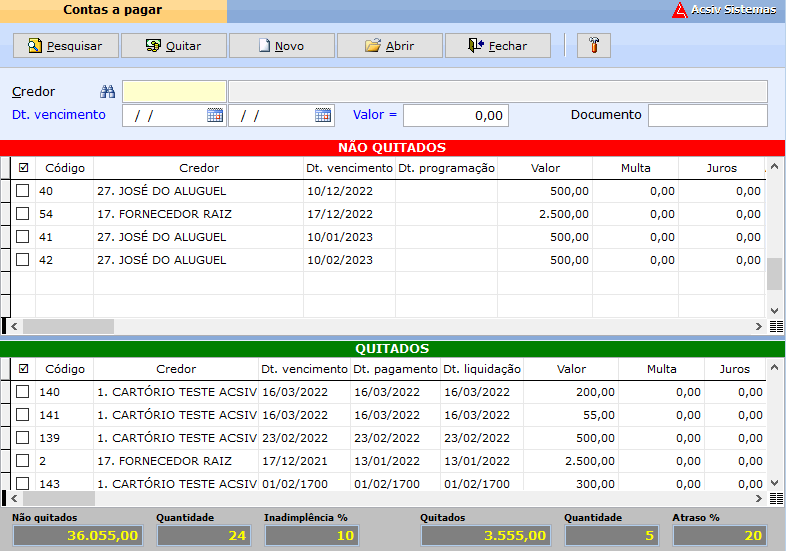 Contas a pagar
Acsiv Sistemas
Pesquisar Quitar Novo Abrir Fechar
Credor
Dt. vencimento / / / / Valor = 0,00 Documento
NÃO QUITADOS
Código Credor Dt. vencimento Dt. programação Valor Multa Juros
40 27. JOSÉ DO ALUGUEL 10/12/2022 500,00 0,00 0,00
54 17. FORNECEDOR RAIZ 17/12/2022 2.500,00 0,00 0,00
41 27. JOSÉ DO ALUGUEL 10/01/2023 500,00 0,00 0,00
42 27. JOSÉ DO ALUGUEL 10/02/2023 500,00 0,00 0,00
QUITADOS
Código Credor Dt. vencimento Dt. pagamento Dt. liquidação Valor Multa Juros
140 1. CARTÓRIO TESTE ACSIV 16/03/2022 16/03/2022 16/03/2022 200,00 0,00 0,00
141 1. CARTÓRIO TESTE ACSIV 16/03/2022 16/03/2022 16/03/2022 55,00 0,00 0,00
139 1. CARTÓRIO TESTE ACSIV 23/02/2022 23/02/2022 23/02/2022 500,00 0,00 0,00
2 17. FORNECEDOR RAIZ 17/12/2021 13/01/2022 13/01/2022 2.500,00 0,00 0,00
143 1. CARTÓRIO TESTE ACSIV 01/02/1700 01/02/1700 01/02/1700 300,00 0,00 0,00
Não quitados Quantidade Inadimplência % Quitados Quantidade Atraso %
36.055,00 24 10 3.555,00 5 20